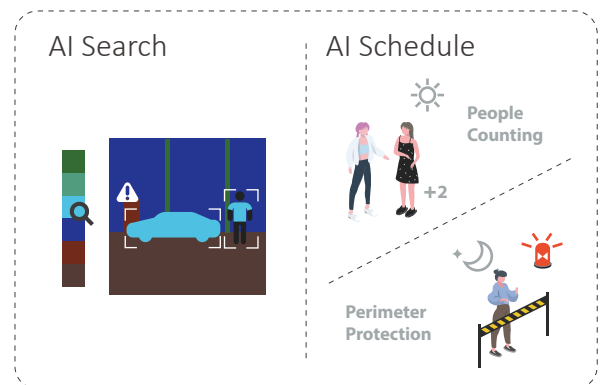 AI Search
AI Schedule
People
Counting
+2
Perimeter
Protection